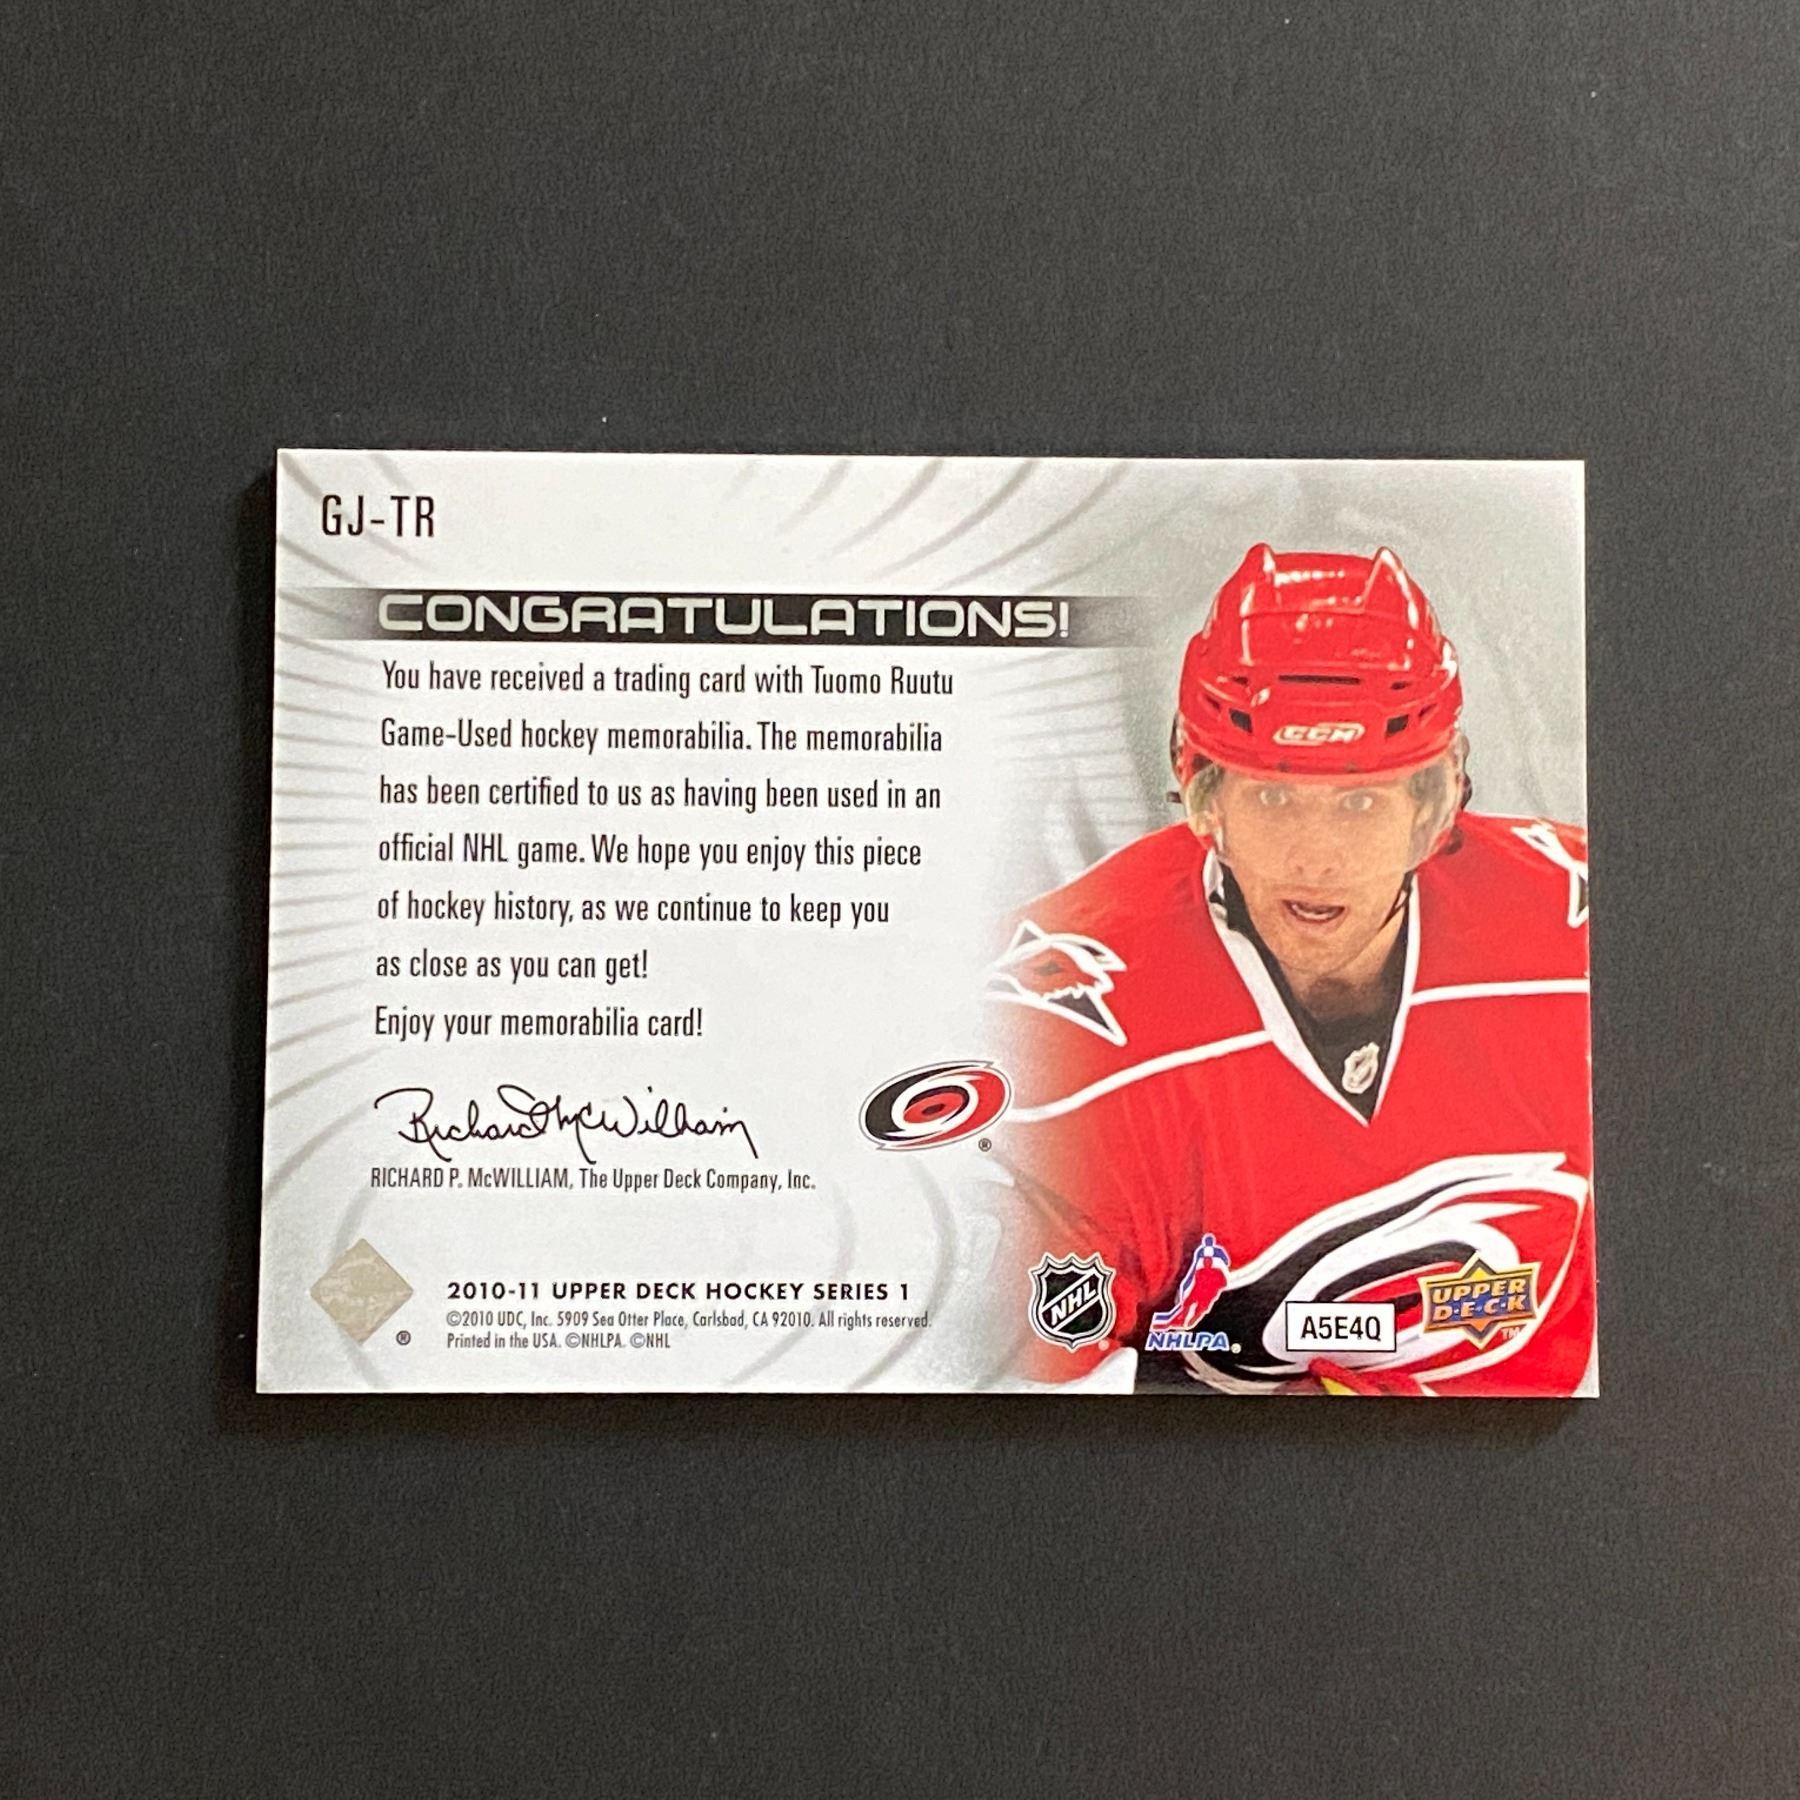 GJ-TR
CONGRATULATIONS!
You have received a trading card with Tuomo Ruutu
Game-Used hockey memorabilia. The memorabilia
has been certified to us as having been used in an
official NHL game. We hope you enjoy this piece
of hockey history, as we continue to keep you
as close as you can get!
Enjoy your memorabilia card!
Richard McWilliam
RICHARD P. McWILLIAM, The Upper Deck Company, Inc.
2010-11 UPPER DECK HOCKEY SERIES 1
©2010 UDC, Inc. 5909 Sea Otter Place, Carlsbad, CA 92010. All rights reserved.
Printed in the USA. ©NHLPA. ©NHL
®
®
CCM
NHL
NHLPA®
A5E4Q
UPPER
D·E·C·K
TM